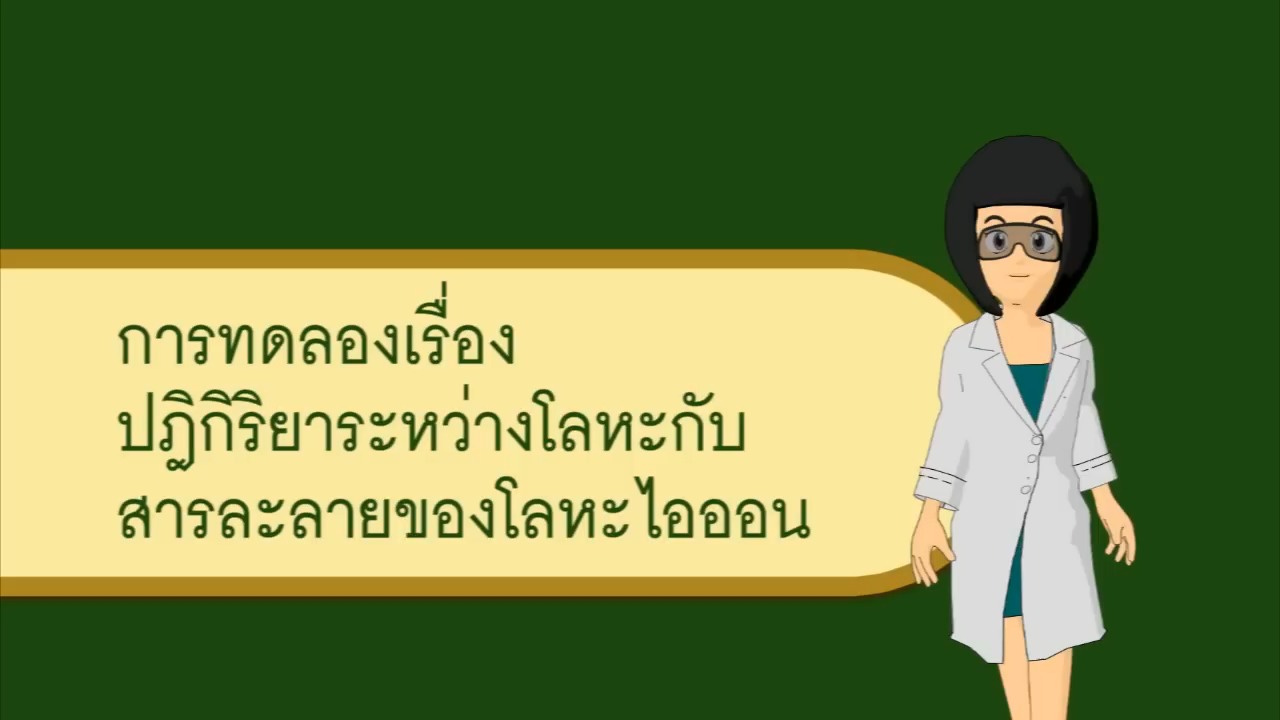 การทดลองเรื่อง
ปฏิกิริยาระหว่างโลหะกับ
สารละลายของโลหะไอออน